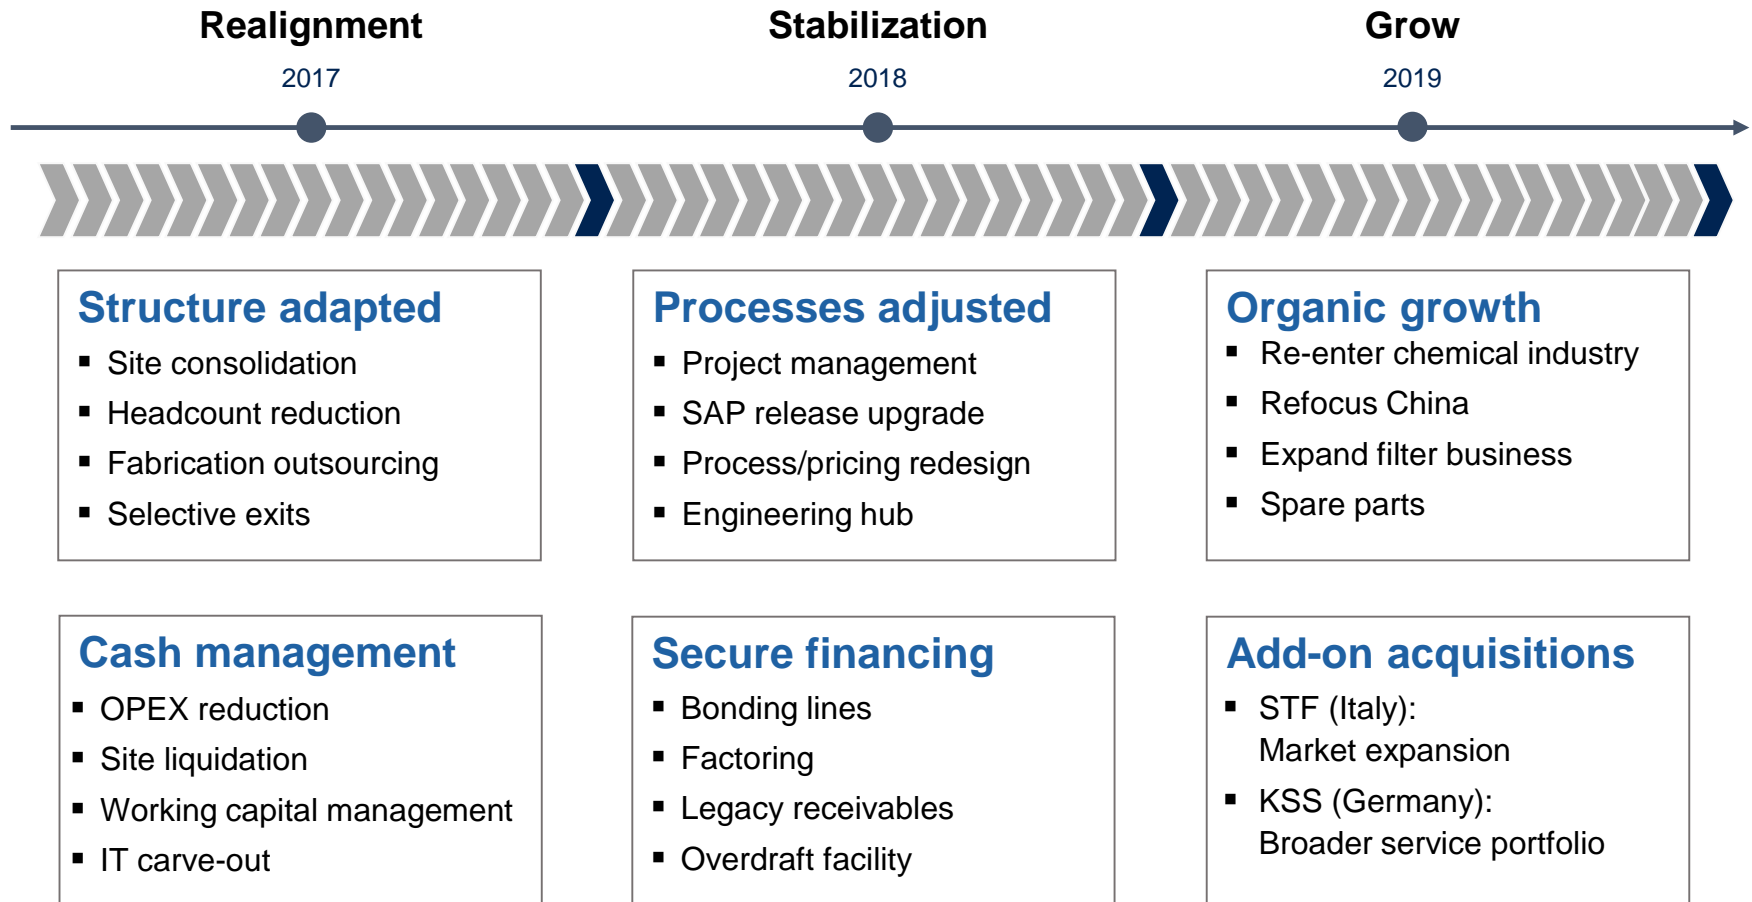 Realignment
Stabilization
Grow
2017
2018
2019
Structure adapted
▪ Site consolidation
▪ Headcount reduction
▪ Fabrication outsourcing
▪ Selective exits
Processes adjusted
▪ Project management
▪ SAP release upgrade
▪ Process/pricing redesign
▪ Engineering hub
Organic growth
▪ Re-enter chemical industry
▪ Refocus China
▪ Expand filter business
▪ Spare parts
Cash management
▪ OPEX reduction
▪ Site liquidation
▪ Working capital management
▪ IT carve-out
Secure financing
▪ Bonding lines
▪ Factoring
▪ Legacy receivables
▪ Overdraft facility
Add-on acquisitions
▪ STF (Italy):
Market expansion
▪ KSS (Germany):
Broader service portfolio